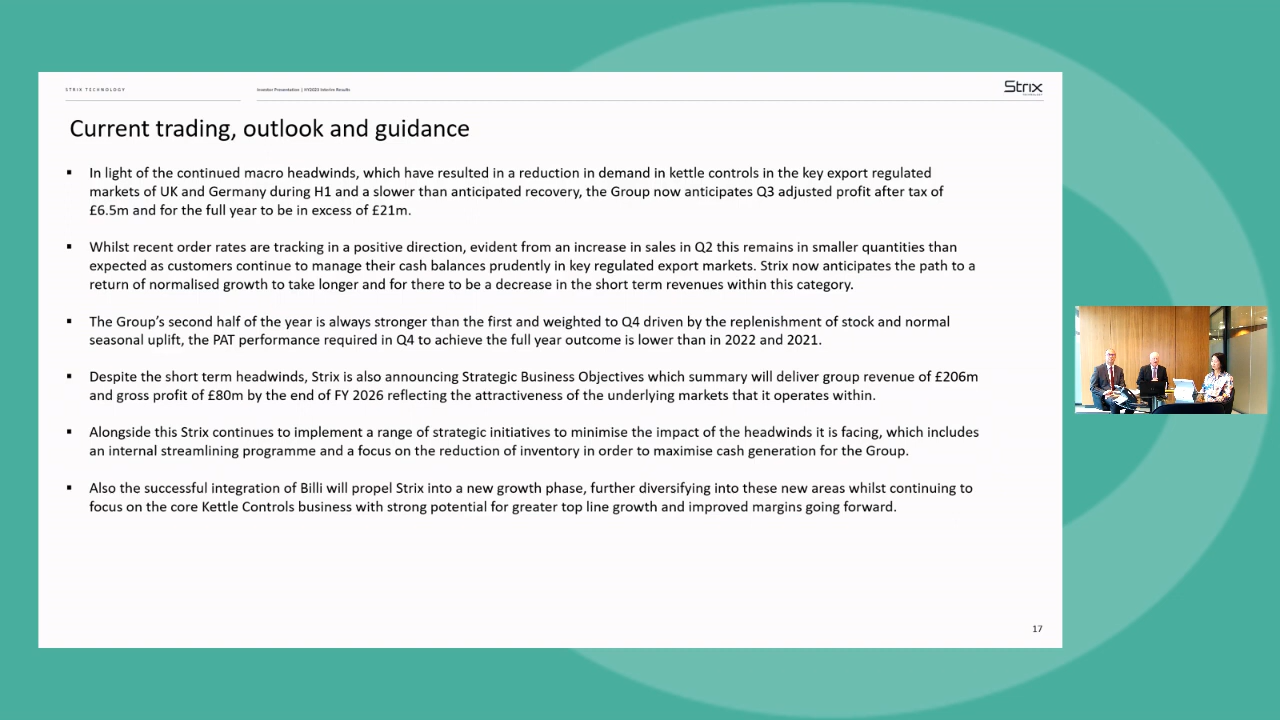 STRIX TECHNOLOGY
Investor Presentation | HY2023 Interim Results
Strix
Current trading, outlook and guidance
▪ In light of the continued macro headwinds, which have resulted in a reduction in demand in kettle controls in the key export regulated
markets of UK and Germany during H1 and a slower than anticipated recovery, the Group now anticipates Q3 adjusted profit after tax of
£6.5m and for the full year to be in excess of £21m.
▪ Whilst recent order rates are tracking in a positive direction, evident from an increase in sales in Q2 this remains in smaller quantities than
expected as customers continue to manage their cash balances prudently in key regulated export markets. Strix now anticipates the path to a
return of normalised growth to take longer and for there to be a decrease in the short term revenues within this category.
▪ The Group's second half of the year is always stronger than the first and weighted to Q4 driven by the replenishment of stock and normal
seasonal uplift, the PAT performance required in Q4 to achieve the full year outcome is lower than in 2022 and 2021.
▪ Despite the short term headwinds, Strix is also announcing Strategic Business Objectives which summary will deliver group revenue of £206m
and gross profit of £80m by the end of FY 2026 reflecting the attractiveness of the underlying markets that it operates within.
▪ Alongside this Strix continues to implement a range of strategic initiatives to minimise the impact of the headwinds it is facing, which includes
an internal streamlining programme and a focus on the reduction of inventory in order to maximise cash generation for the Group.
▪ Also the successful integration of Billi will propel Strix into a new growth phase, further diversifying into these new areas whilst continuing to
focus on the core Kettle Controls business with strong potential for greater top line growth and improved margins going forward.
17